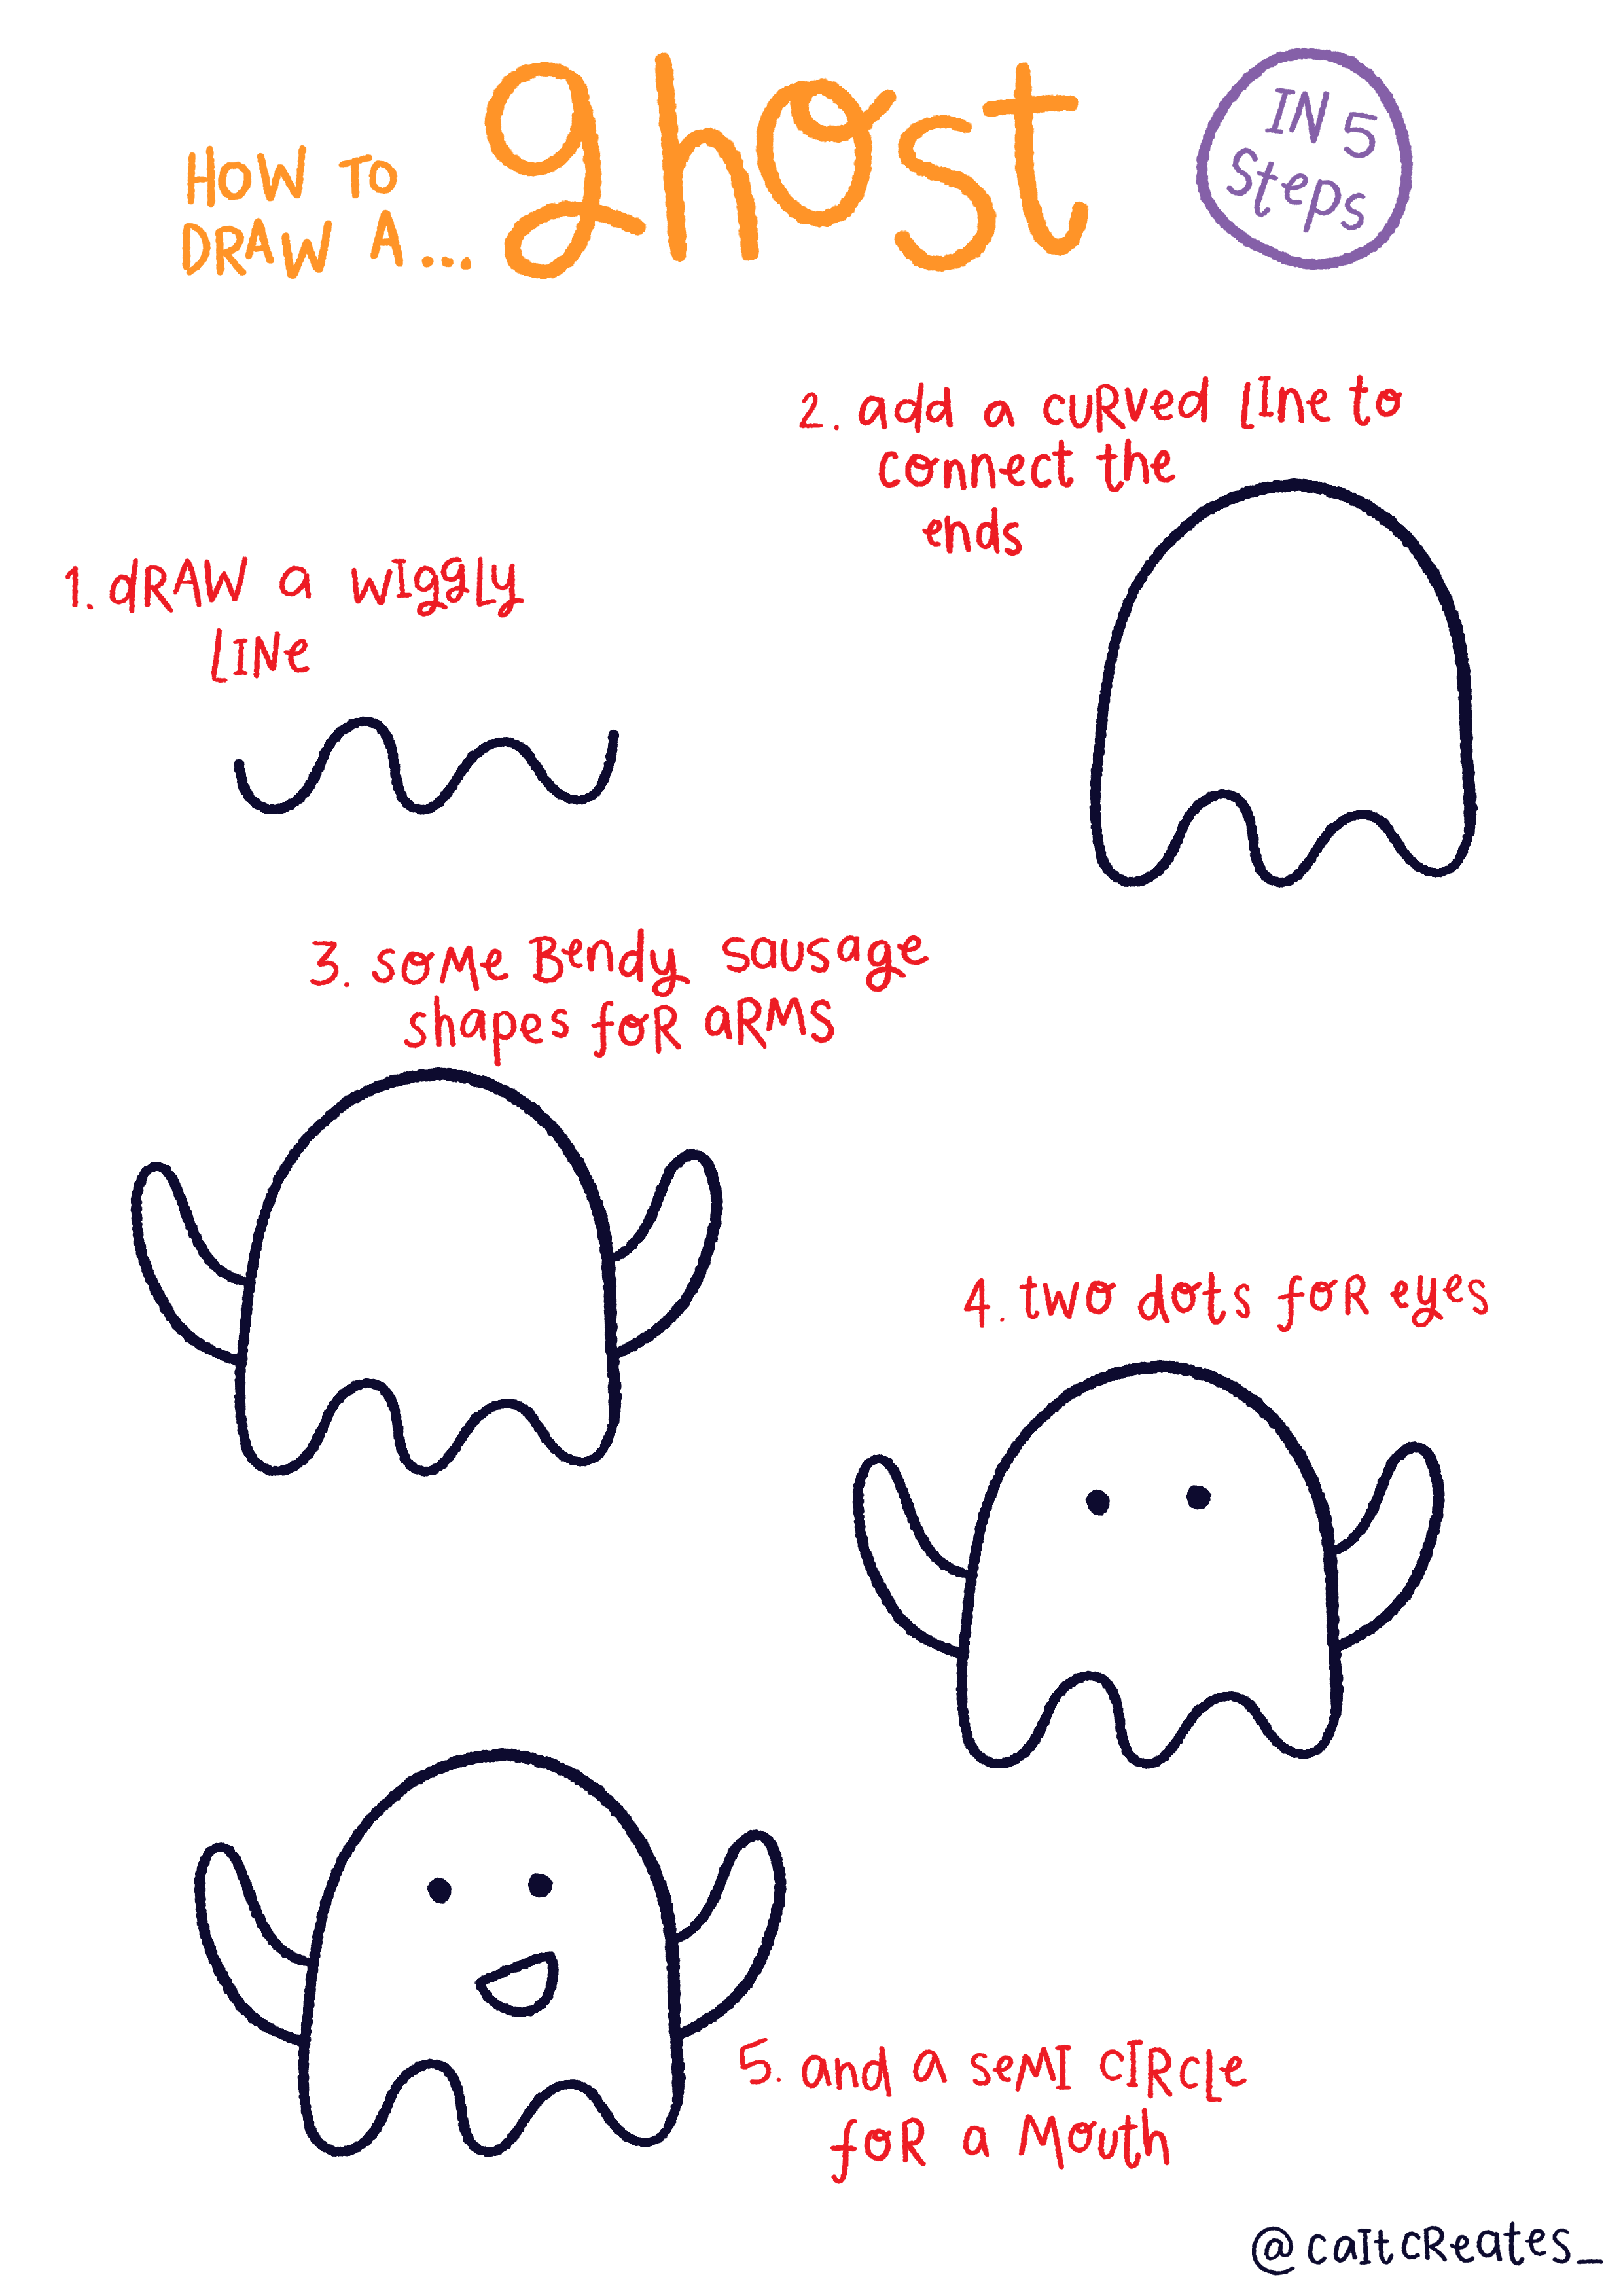 HOW TO
DRAW A... ghost
IN 5
Steps
1. dRAW a wIggLy
LINe
2. add a cURVed LIne to
connect the
ends
3. soMe Bendy sausage
shapes foR aRMS
4. two dots foR eyes
5. and a seMI CIRcLe
foR a Mouth
@caItcReates_